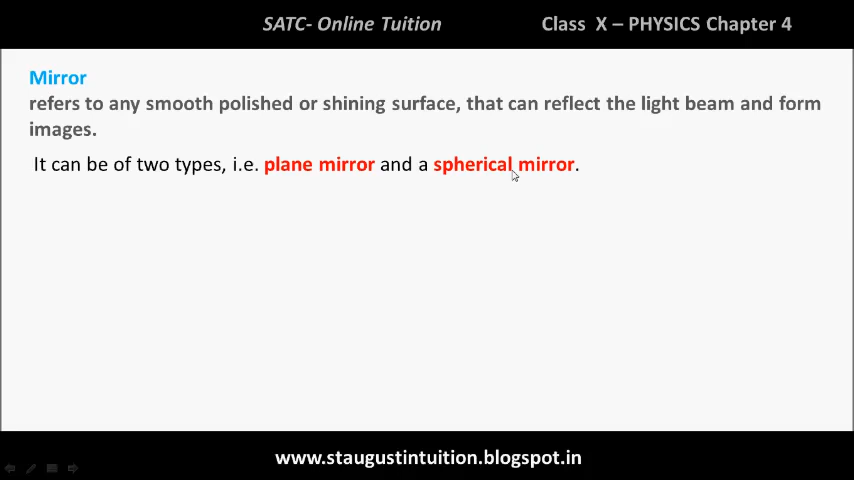 SATC- Online Tuition
Class X – PHYSICS Chapter 4
Mirror
refers to any smooth polished or shining surface, that can reflect the light beam and form
images.
It can be of two types, i.e. plane mirror and a spherical mirror.
www.staugustintuition.blogspot.in